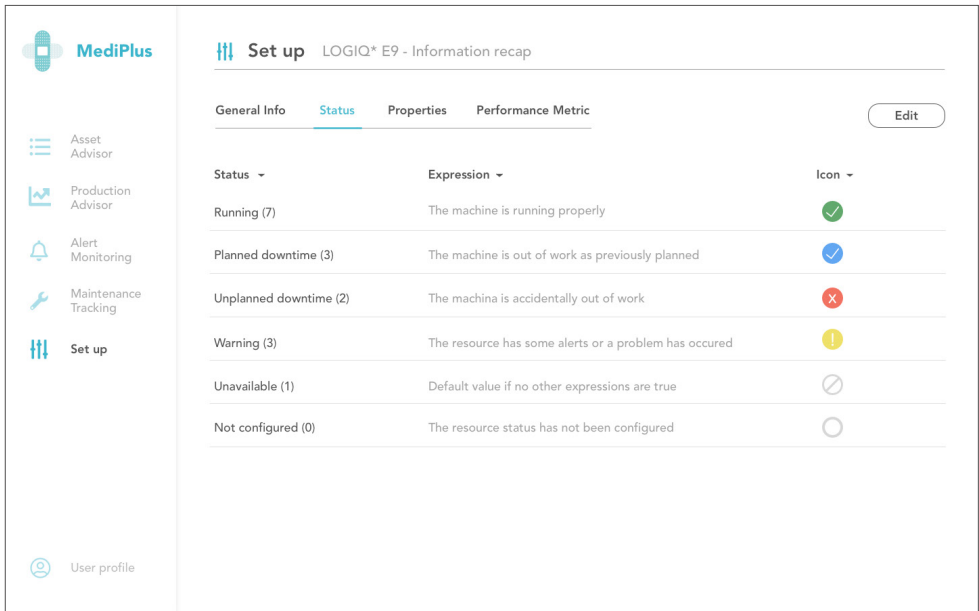 MediPlus
Set up LOGIQ* E9 - Information recap
General Info Status Properties Performance Metric
Edit
Asset
Advisor
Production
Advisor
Alert
Monitoring
Maintenance
Tracking
Set up
User profile
Status Expression Icon
Running (7) The machine is running properly
Planned downtime (3) The machine is out of work as previously planned
Unplanned downtime (2) The machina is accidentally out of work
X
Warning (3) The resource has some alerts or a problem has occured
!
Unavailable (1) Default value if no other expressions are true
Not configured (0) The resource status has not been configured